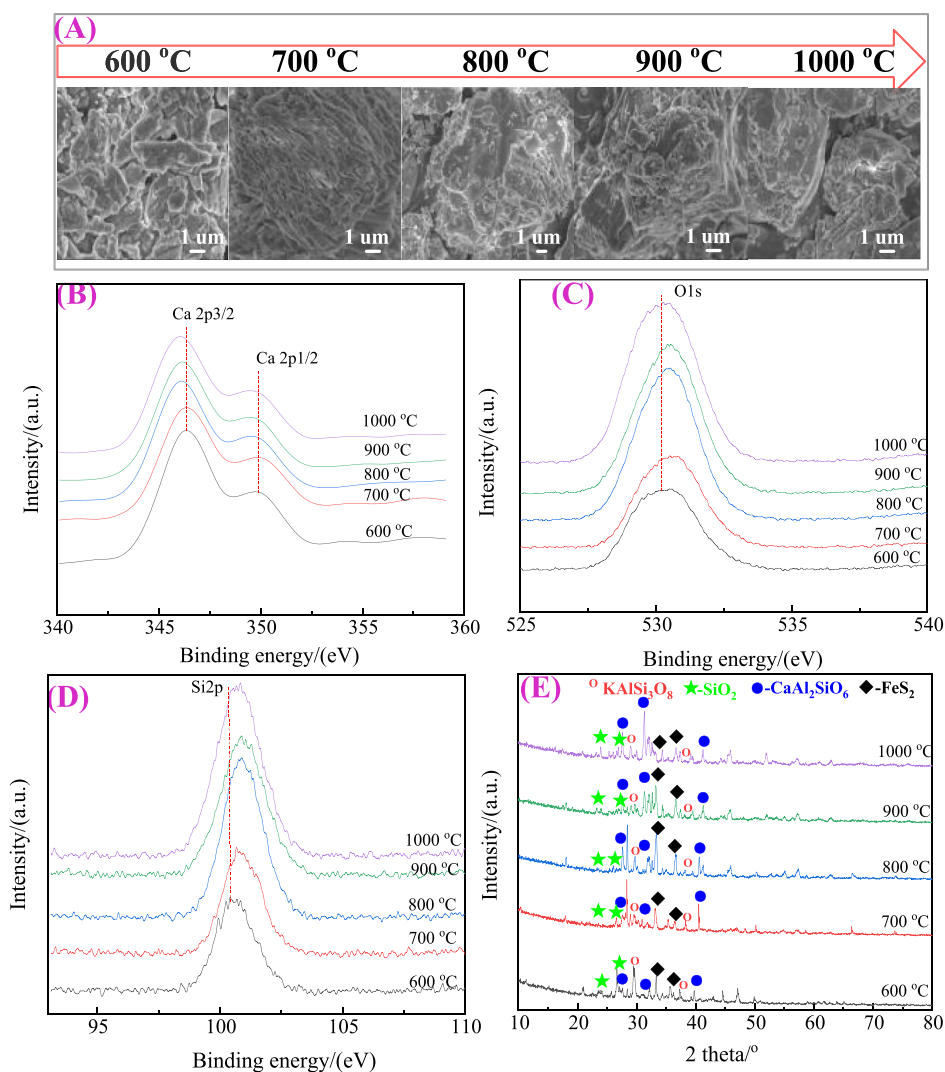 (A)
600 °C 700 °C 800 °C 900 °C 1000 °C
1 um 1 um 1 um 1 um 1 um
(B)
Ca 2p3/2
Ca 2p1/2
1000 °C
900 °C
800 °C
700 °C
600 °C
Intensity/(a.u.)
340 345 350 355 360
Binding energy/(eV)
(C)
O1s
1000 °C
900 °C
800 °C
700 °C
600 °C
Intensity/(a.u.)
525 530 535 540
Binding energy/(eV)
(D)
Si2p
1000 °C
900 °C
800 °C
700 °C
600 °C
Intensity/(a.u.)
95 100 105 110
Binding energy/(eV)
(E)
O KAlSi₃O₈ -SiO₂ -CaAl₂SiO₆ -FeS₂
1000 °C
900 °C
800 °C
700 °C
600 °C
Intensity/(a.u.)
10 20 30 40 50 60 70 80
2 theta/°